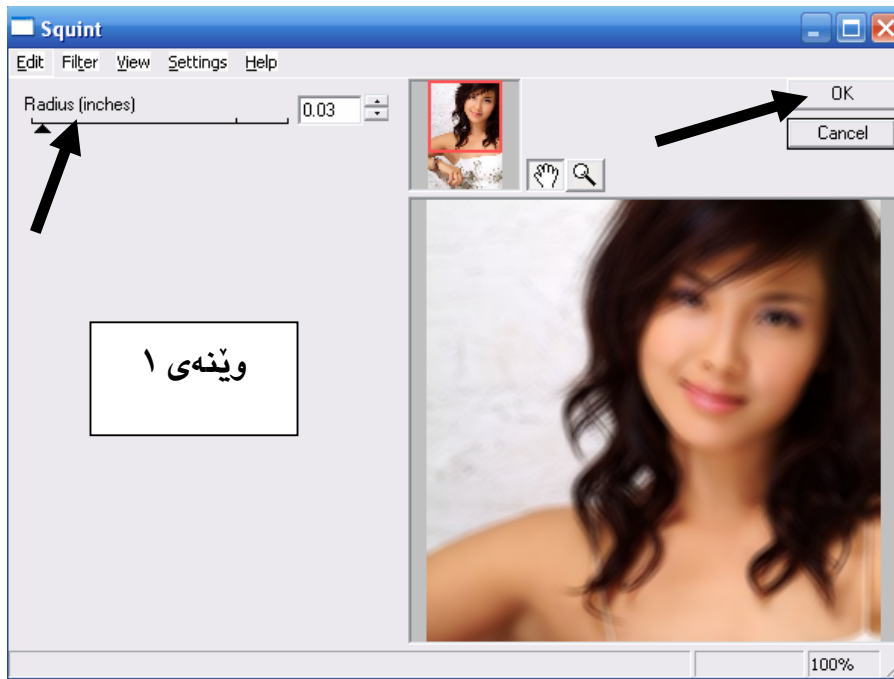 Squint
Edit Filter View Settings Help
Radius (inches) 0.03
OK
Cancel
وێنەی ١
100%